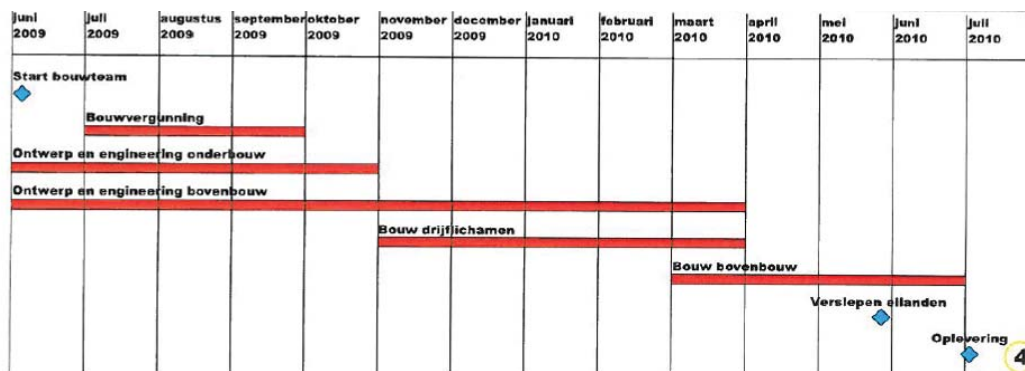 juni juli augustus september oktober november december januari februari maart april mei juni juli
2009 2009 2009 2009 2009 2009 2009 2010 2010 2010 2010 2010 2010 2010
Start bouwteam
Bouwvergunning
Ontwerp en engineering onderbouw
Ontwerp en engineering bovenbouw
Bouw drijflichamen
Bouw bovenbouw
Verslepen eilanden
Oplevering
4